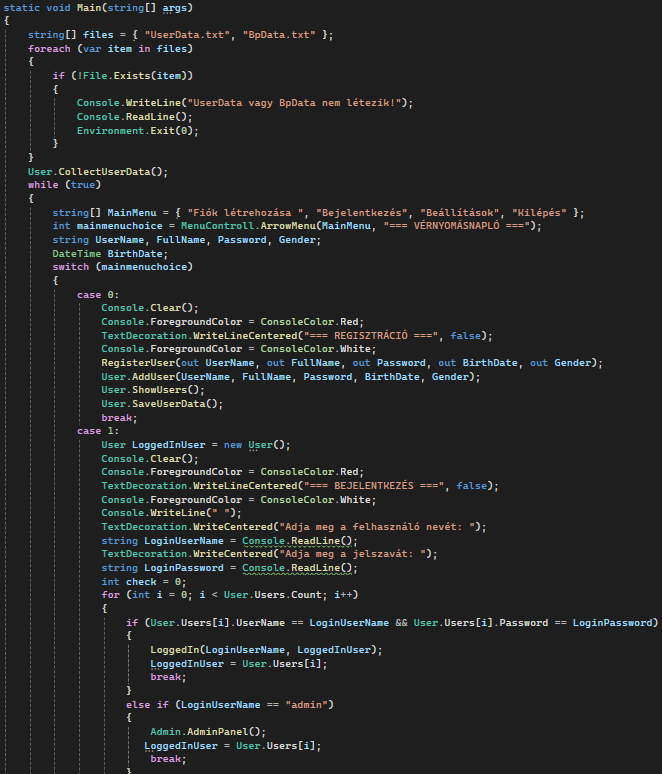 static void Main(string[] args)
{
string[] files = { "UserData.txt", "BpData.txt" };
foreach (var item in files)
{
if (!File.Exists(item))
{
Console.WriteLine("UserData vagy BpData nem létezik!");
Console.ReadLine();
Environment.Exit(0);
}
}
User.CollectUserData();
while (true)
{
string[] MainMenu = { "Fiók létrehozása ", "Bejelentkezés", "Beállítások", "Kilépés" };
int mainmenuchoice = MenuControll.ArrowMenu(MainMenu, "=== VÉRNYOMÁSNAPLÓ ===");
string UserName, FullName, Password, Gender;
DateTime BirthDate;
switch (mainmenuchoice)
{
case 0:
Console.Clear();
Console.ForegroundColor = ConsoleColor.Red;
TextDecoration.WriteLineCentered("=== REGISZTRÁCIÓ ===", false);
Console.ForegroundColor = ConsoleColor.White;
RegisterUser(out UserName, out FullName, out Password, out BirthDate, out Gender);
User.AddUser(UserName, FullName, Password, BirthDate, Gender);
User.ShowUsers();
User.SaveUserData();
break;
case 1:
User LoggedInUser = new User();
Console.Clear();
Console.ForegroundColor = ConsoleColor.Red;
TextDecoration.WriteLineCentered("=== BEJELENTKEZÉS ===", false);
Console.ForegroundColor = ConsoleColor.White;
Console.WriteLine(" ");
TextDecoration.WriteCentered("Adja meg a felhasználó nevét: ");
string LoginUserName = Console.ReadLine();
TextDecoration.WriteCentered("Adja meg a jelszavát: ");
string LoginPassword = Console.ReadLine();
int check = 0;
for (int i = 0; i < User.Users.Count; i++)
{
if (User.Users[i].UserName == LoginUserName && User.Users[i].Password == LoginPassword)
{
LoggedIn(LoginUserName, LoggedInUser);
LoggedInUser = User.Users[i];
break;
}
else if (LoginUserName == "admin")
{
Admin.AdminPanel();
LoggedInUser = User.Users[i];
break;
}